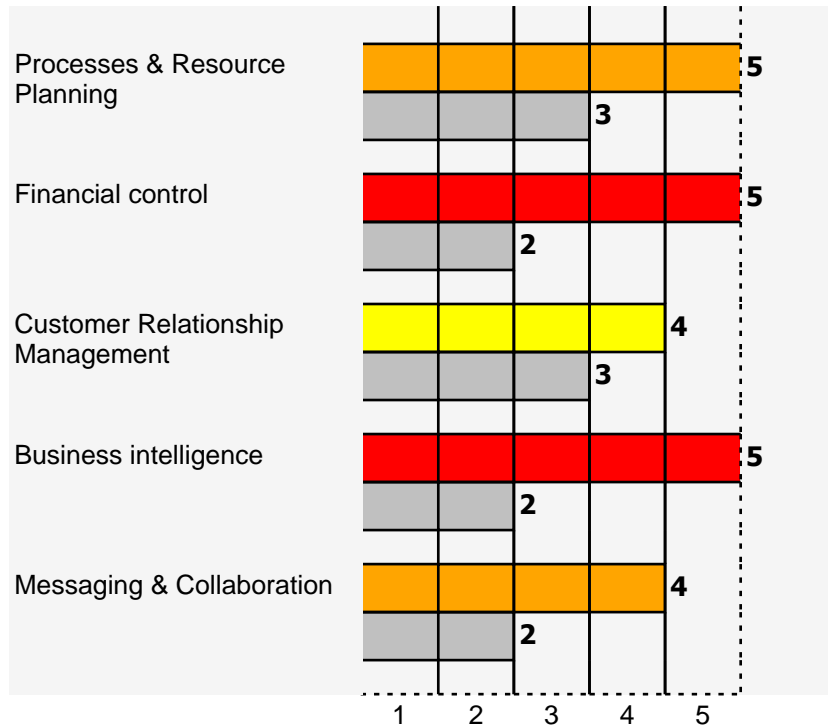 Processes & Resource
Planning
5
3
Financial control
5
2
Customer Relationship
Management
4
3
Business intelligence
5
2
Messaging & Collaboration
4
2
1 2 3 4 5